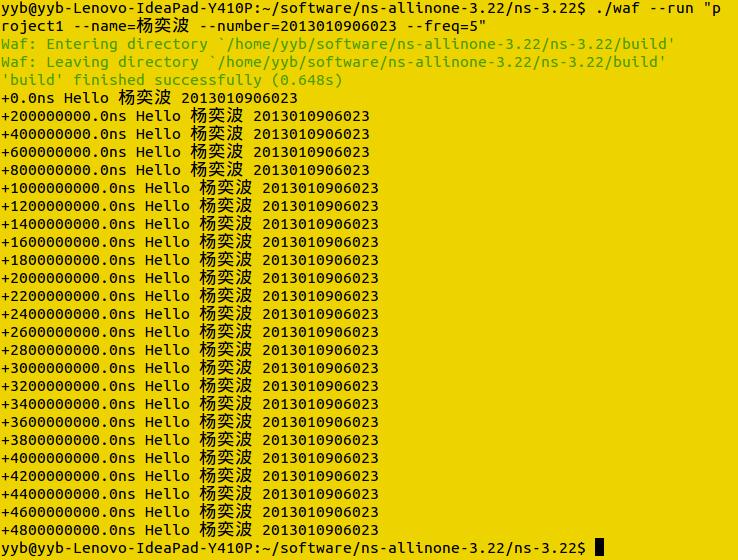 yyb@yyb-Lenovo-IdeaPad-Y410P:~/software/ns-allinone-3.22/ns-3.22$ ./waf --run "p
roject1 --name=杨奕波 --number=2013010906023 --freq=5"
Waf: Entering directory `/home/yyb/software/ns-allinone-3.22/ns-3.22/build'
Waf: Leaving directory `/home/yyb/software/ns-allinone-3.22/ns-3.22/build'
'build' finished successfully (0.648s)
+0.0ns Hello 杨奕波 2013010906023
+200000000.0ns Hello 杨奕波 2013010906023
+400000000.0ns Hello 杨奕波 2013010906023
+600000000.0ns Hello 杨奕波 2013010906023
+800000000.0ns Hello 杨奕波 2013010906023
+1000000000.0ns Hello 杨奕波 2013010906023
+1200000000.0ns Hello 杨奕波 2013010906023
+1400000000.0ns Hello 杨奕波 2013010906023
+1600000000.0ns Hello 杨奕波 2013010906023
+1800000000.0ns Hello 杨奕波 2013010906023
+2000000000.0ns Hello 杨奕波 2013010906023
+2200000000.0ns Hello 杨奕波 2013010906023
+2400000000.0ns Hello 杨奕波 2013010906023
+2600000000.0ns Hello 杨奕波 2013010906023
+2800000000.0ns Hello 杨奕波 2013010906023
+3000000000.0ns Hello 杨奕波 2013010906023
+3200000000.0ns Hello 杨奕波 2013010906023
+3400000000.0ns Hello 杨奕波 2013010906023
+3600000000.0ns Hello 杨奕波 2013010906023
+3800000000.0ns Hello 杨奕波 2013010906023
+4000000000.0ns Hello 杨奕波 2013010906023
+4200000000.0ns Hello 杨奕波 2013010906023
+4400000000.0ns Hello 杨奕波 2013010906023
+4600000000.0ns Hello 杨奕波 2013010906023
+4800000000.0ns Hello 杨奕波 2013010906023
yyb@yyb-Lenovo-IdeaPad-Y410P:~/software/ns-allinone-3.22/ns-3.22$